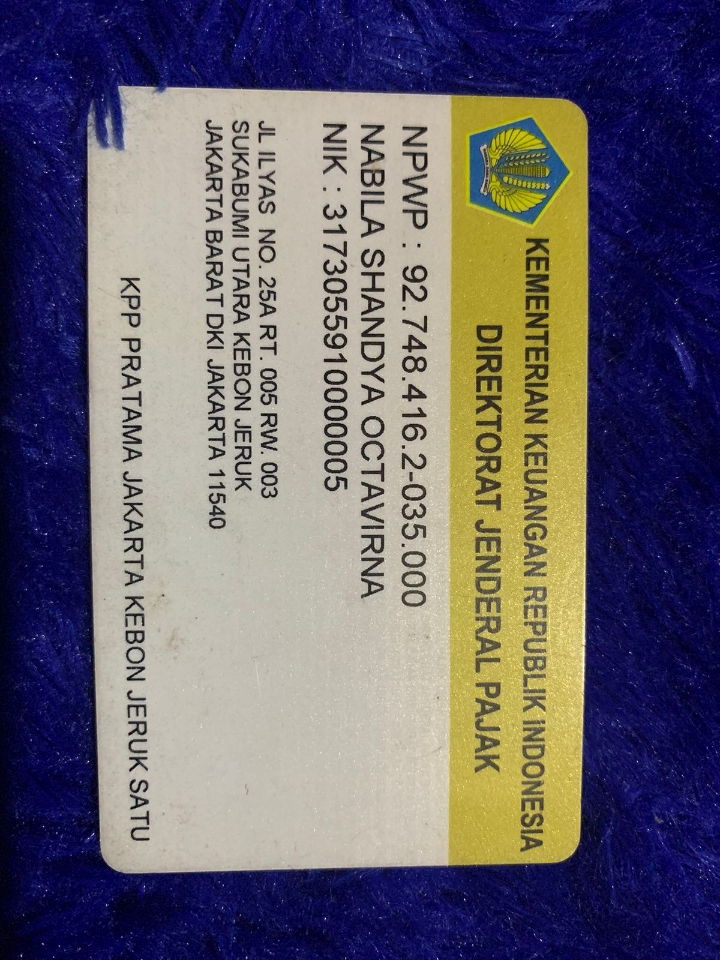 KEMENTERIAN KEUANGAN REPUBLIK INDONESIA
DIREKTORAT JENDERAL PAJAK
NPWP : 92.748.416.2-035.000
NABILA SHANDYA OCTAVIRNA
NIK : 3173055910000005
JL ILYAS NO. 25A RT. 005 RW. 003
SUKABUMI UTARA KEBON JERUK
JAKARTA BARAT DKI JAKARTA 11540
KPP PRATAMA JAKARTA KEBON JERUK SATU